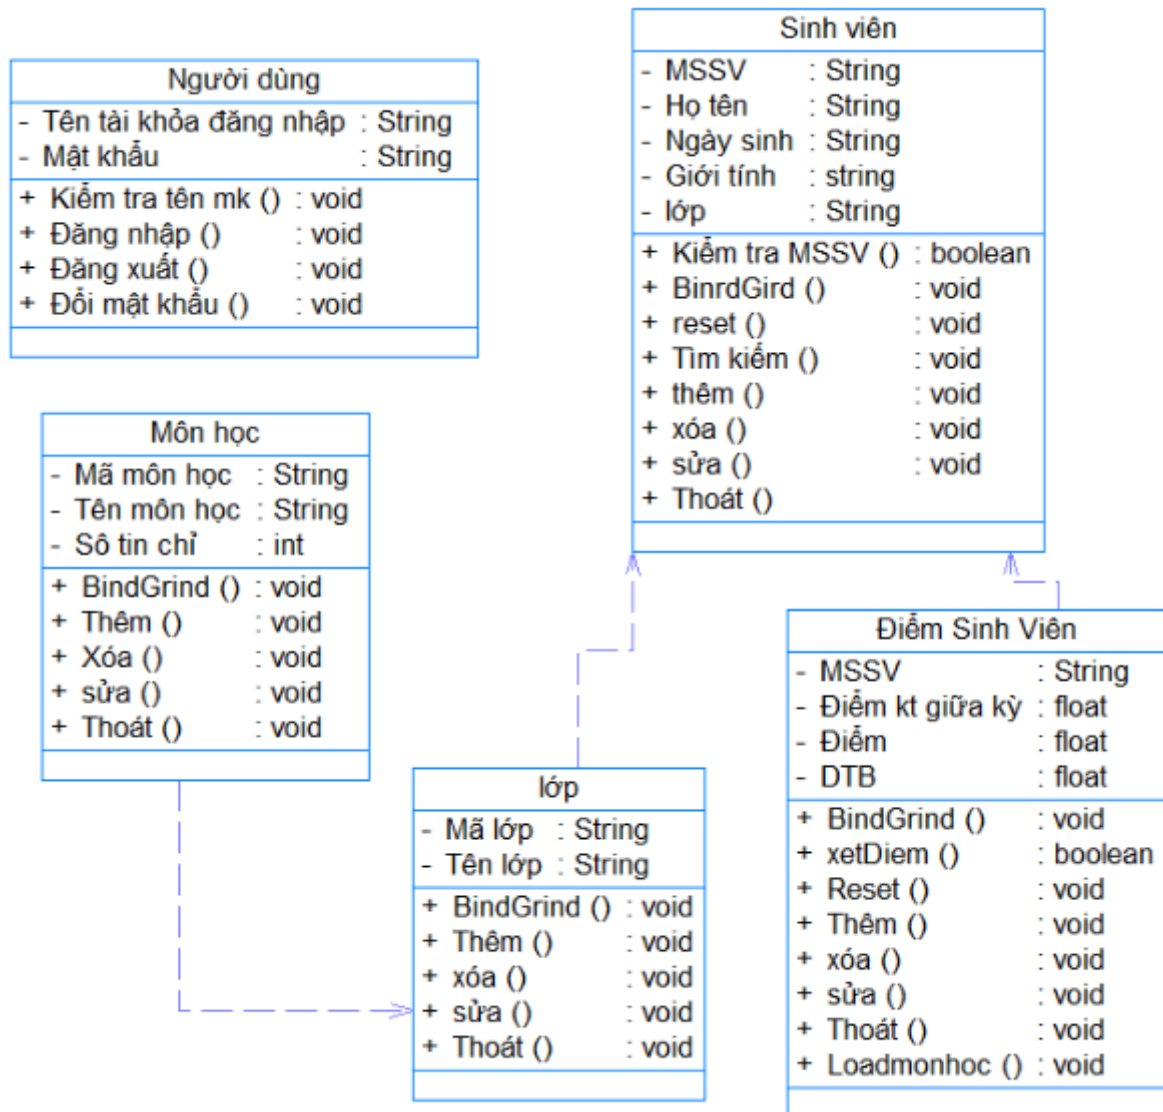 Người dùng
- Tên tài khỏa đăng nhập : String
- Mật khẩu : String
+ Kiểm tra tên mk () : void
+ Đăng nhập () : void
+ Đăng xuất () : void
+ Đổi mật khẩu () : void
Sinh viên
- MSSV : String
- Họ tên : String
- Ngày sinh : String
- Giới tính : string
- lớp : String
+ Kiểm tra MSSV () : boolean
+ BinrdGird () : void
+ reset () : void
+ Tìm kiếm () : void
+ thêm () : void
+ xóa () : void
+ sửa () : void
+ Thoát ()
Môn học
- Mã môn học : String
- Tên môn học : String
- Sô tin chỉ : int
+ BindGrind () : void
+ Thêm () : void
+ Xóa () : void
+ sửa () : void
+ Thoát () : void
lớp
- Mã lớp : String
- Tên lớp : String
+ BindGrind () : void
+ Thêm () : void
+ xóa () : void
+ sửa () : void
+ Thoát () : void
Điểm Sinh Viên
- MSSV : String
- Điểm kt giữa kỳ : float
- Điểm : float
- DTB : float
+ BindGrind () : void
+ xetDiem () : boolean
+ Reset () : void
+ Thêm () : void
+ xóa () : void
+ sửa () : void
+ Thoát () : void
+ Loadmonhoc () : void